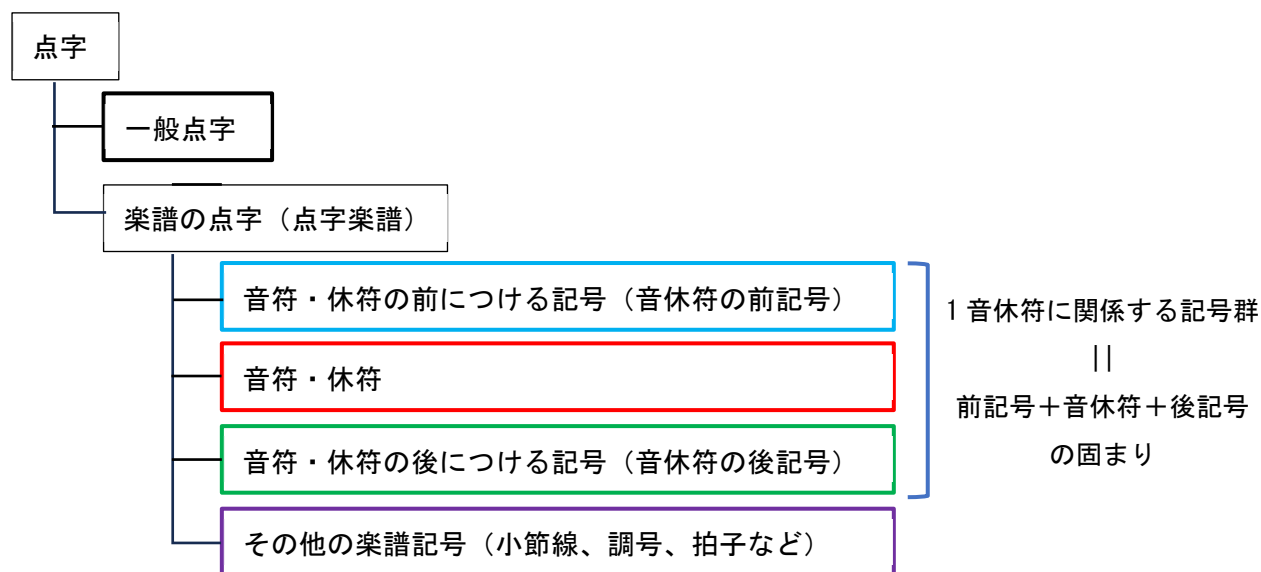 点字
一般点字
楽譜の点字（点字楽譜）
音符・休符の前につける記号（音休符の前記号）
音符・休符
音符・休符の後につける記号（音休符の後記号）
その他の楽譜記号（小節線、調号、拍子など）
1音休符に関係する記号群
||
前記号＋音休符＋後記号
の固まり